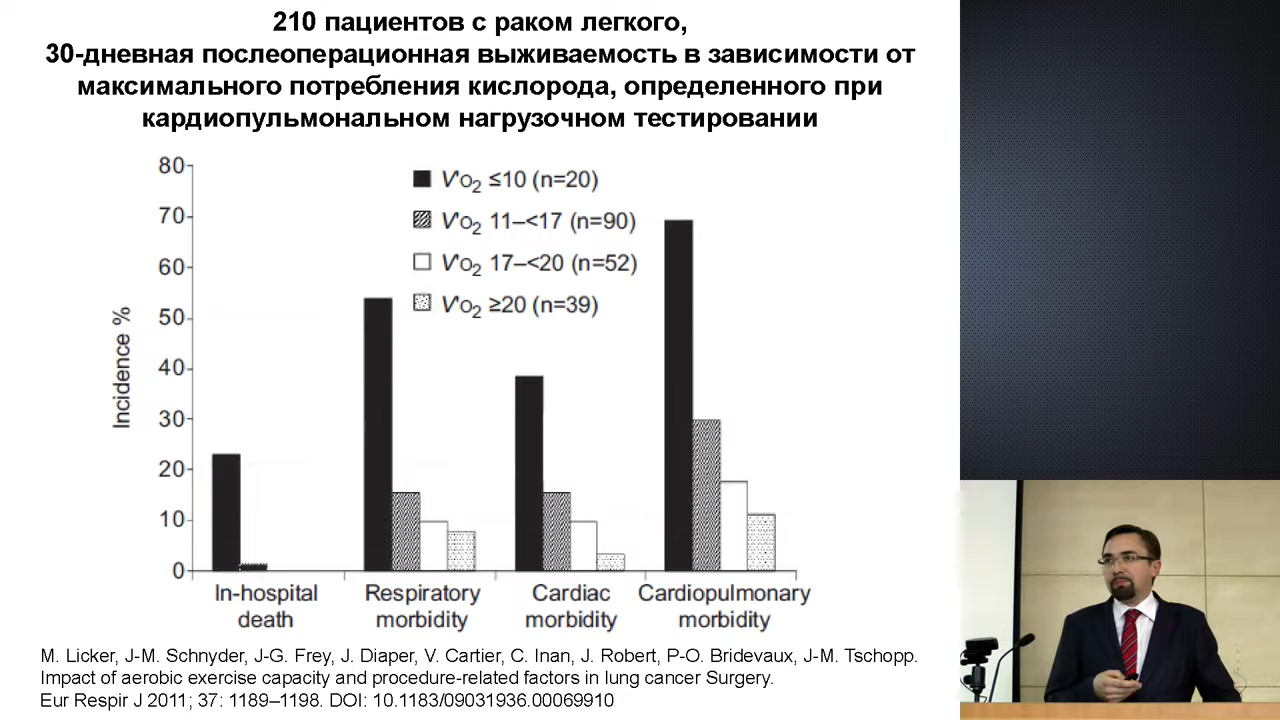 210 пациентов с раком легкого,
30-дневная послеоперационная выживаемость в зависимости от
максимального потребления кислорода, определенного при
кардиопульмональном нагрузочном тестировании
80
70
60
50
40
30
20
10
0
Incidence %
V'O₂ ≤10 (n=20)
V'O₂ 11–<17 (n=90)
V'O₂ 17–<20 (n=52)
V'O₂ ≥20 (n=39)
In-hospital
death
Respiratory
morbidity
Cardiac
morbidity
Cardiopulmonary
morbidity
M. Licker, J-M. Schnyder, J-G. Frey, J. Diaper, V. Cartier, C. Inan, J. Robert, P-O. Bridevaux, J-M. Tschopp.
Impact of aerobic exercise capacity and procedure-related factors in lung cancer Surgery.
Eur Respir J 2011; 37: 1189–1198. DOI: 10.1183/09031936.00069910